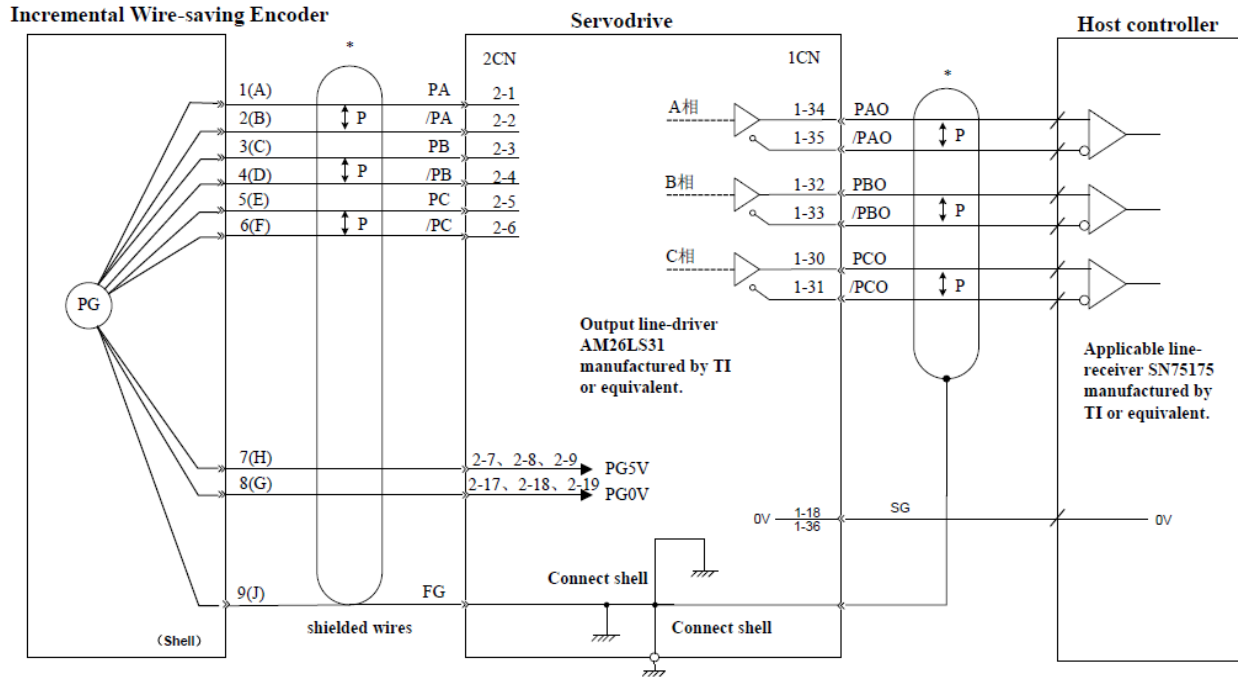 Incremental Wire-saving Encoder
Servodrive
Host controller
*
2CN
1CN
*
1(A)
PA
2-1
2(B)
P
/PA
2-2
3(C)
PB
2-3
4(D)
P
/PB
2-4
5(E)
PC
2-5
6(F)
P
/PC
2-6
PG
A相
1-34
PAO
1-35
/PAO
P
B相
1-32
PBO
1-33
/PBO
P
C相
1-30
PCO
1-31
/PCO
P
Output line-driver
AM26LS31
manufactured by TI
or equivalent.
Applicable line-
receiver SN75175
manufactured by
TI or equivalent.
7(H)
2-7、2-8、2-9
PG5V
8(G)
2-17、2-18、2-19
PG0V
0V
1-18
1-36
SG
0V
Connect shell
9(J)
FG
(Shell)
shielded wires
Connect shell